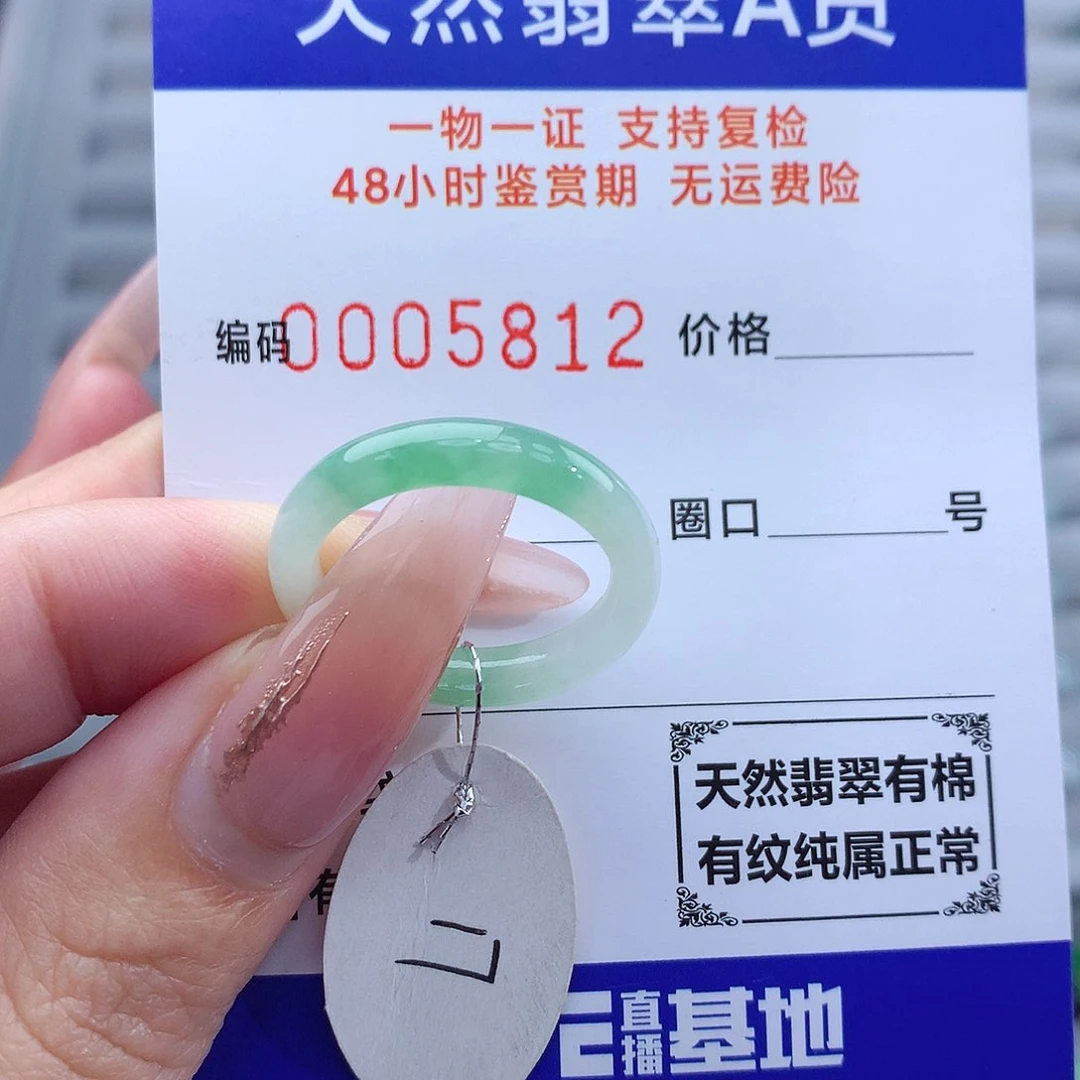 天然翡翠A货
一物一证 支持复检
48小时鉴赏期 无运费险
编码0005812 价格
圈口 号
天然翡翠有棉
有纹纯属正常
有
直播基地